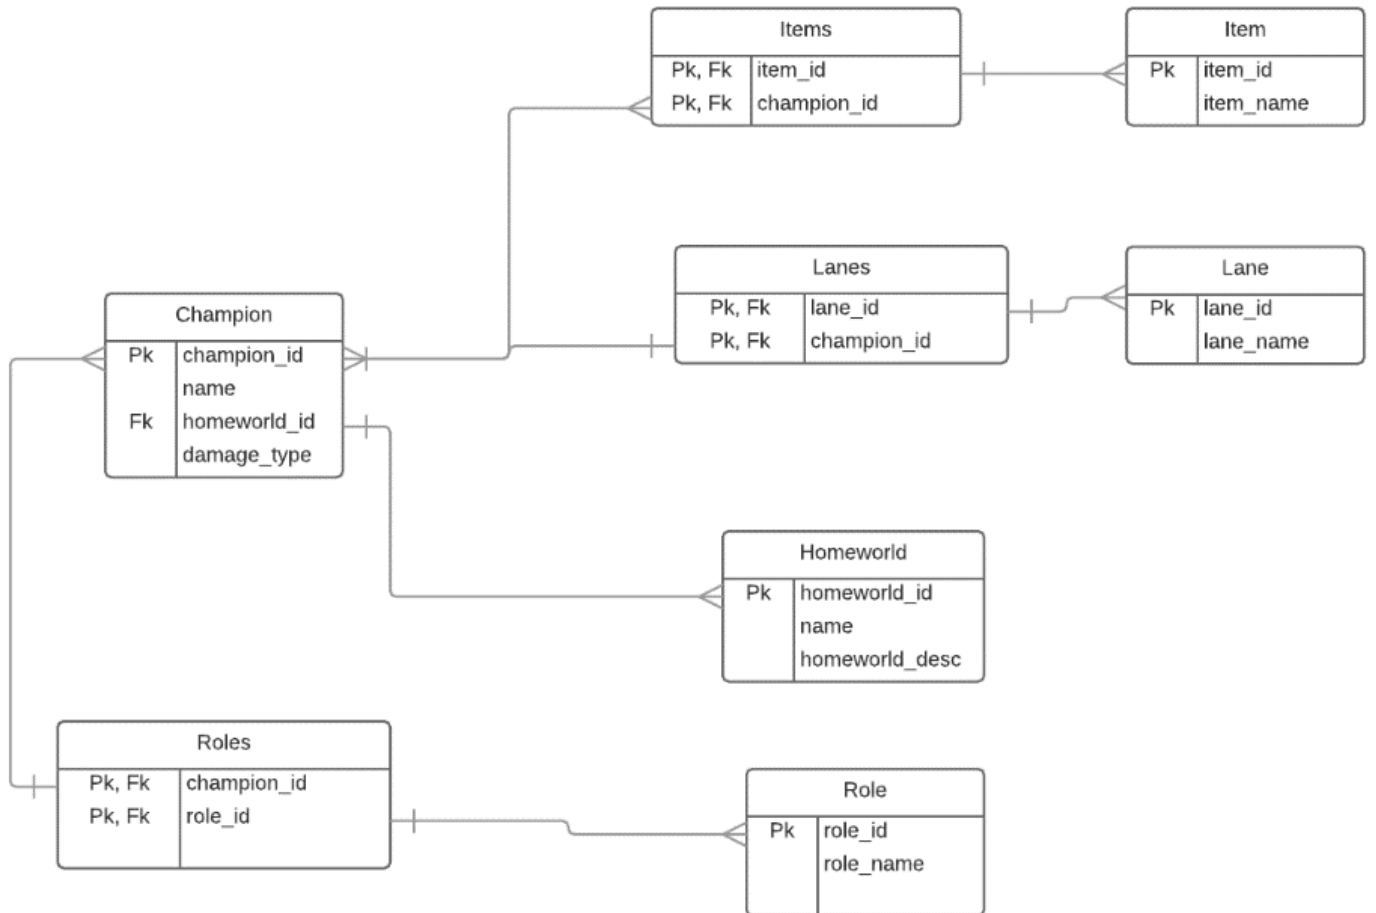 Items
Pk, Fk item_id
Pk, Fk champion_id
Item
Pk item_id
item_name
Lanes
Pk, Fk lane_id
Pk, Fk champion_id
Lane
Pk lane_id
lane_name
Champion
Pk champion_id
name
Fk homeworld_id
damage_type
Homeworld
Pk homeworld_id
name
homeworld_desc
Roles
Pk, Fk champion_id
Pk, Fk role_id
Role
Pk role_id
role_name